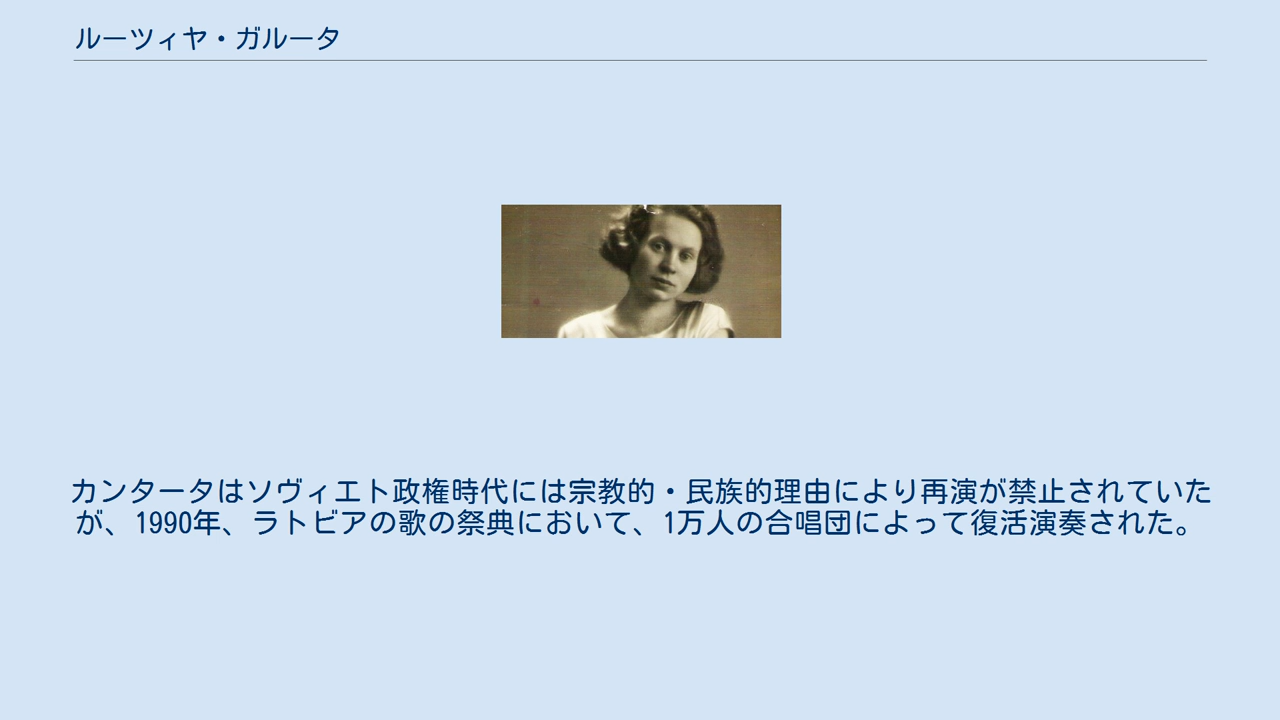 ルーツィヤ・ガルータ
カンタータはソヴィエト政権時代には宗教的・民族的理由により再演が禁止されていた
が、1990年、ラトビアの歌の祭典において、1万人の合唱団によって復活演奏された。